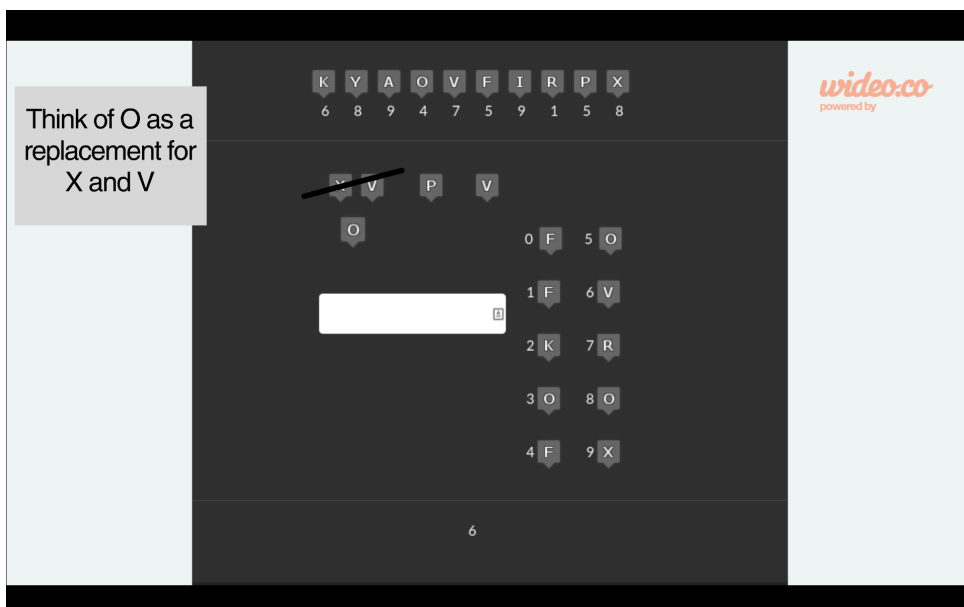 K Y A O V F I R P X
6 8 9 4 7 5 9 1 5 8
Think of O as a
replacement for
X and V
wideo.co
powered by
X V P V
O
0 F 5 O
1 F 6 V
2 K 7 R
3 O 8 O
4 F 9 X
6